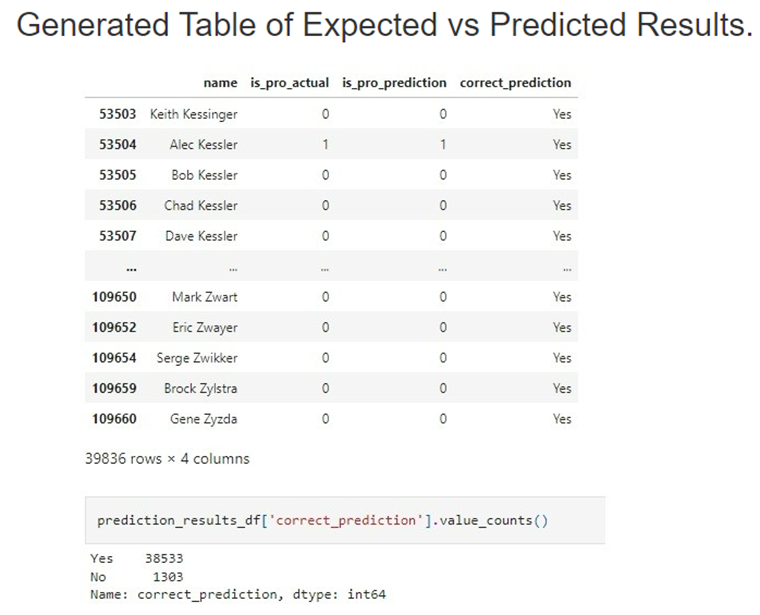 Generated Table of Expected vs Predicted Results.
name is_pro_actual is_pro_prediction correct_prediction
53503 Keith Kessinger 0 0 Yes
53504 Alec Kessler 1 1 Yes
53505 Bob Kessler 0 0 Yes
53506 Chad Kessler 0 0 Yes
53507 Dave Kessler 0 0 Yes
... ... ... ... ...
109650 Mark Zwart 0 0 Yes
109652 Eric Zwayer 0 0 Yes
109654 Serge Zwikker 0 0 Yes
109659 Brock Zylstra 0 0 Yes
109660 Gene Zyzda 0 0 Yes
39836 rows × 4 columns
prediction_results_df['correct_prediction'].value_counts()
Yes 38533
No 1303
Name: correct_prediction, dtype: int64